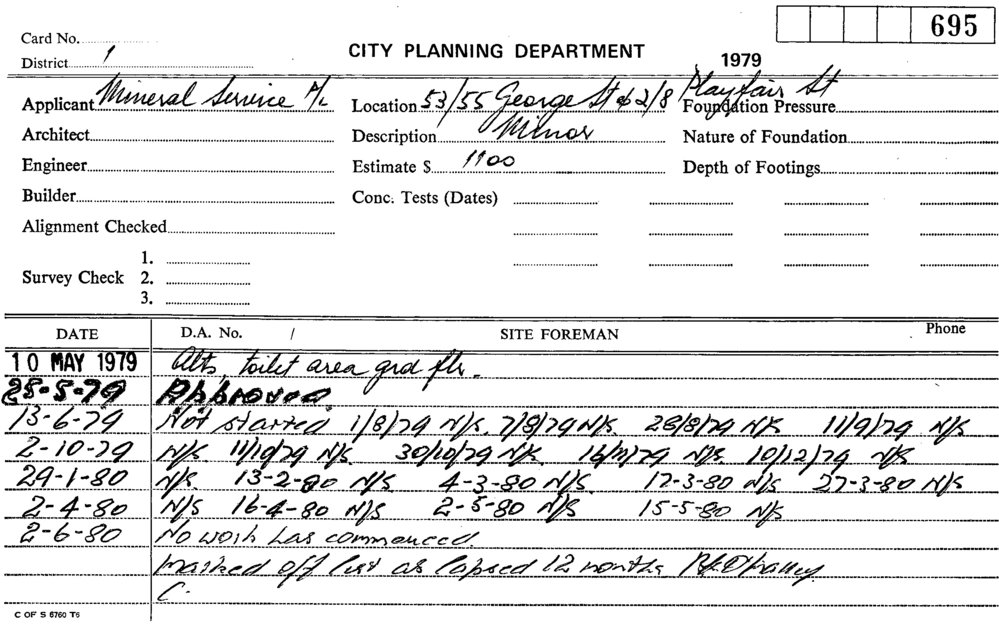 695
Card No.
CITY PLANNING DEPARTMENT
District 1
1979
Applicant Mineral Service P/L Location 53/55 George St & 2/8 Playfair St Foundation Pressure
Architect Description Minor Nature of Foundation
Engineer Estimate $ 1100 Depth of Footings
Builder Conc. Tests (Dates)
Alignment Checked
1.
Survey Check 2.
3.
DATE D.A. No. / SITE FOREMAN Phone
10 MAY 1979 Alts. toilet area grd flr.
25-5-79 Approved
13-6-79 Not started 1/8/79 N/S. 7/8/79 N/S. 28/8/79 N/S 11/9/79 N/S
2-10-79 N/S 11/10/79 N/S. 30/10/79 N/S. 16/11/79 N/S. 10/12/79 N/S
29-1-80 N/S. 13-2-80 N/S. 4-3-80 N/S 17-3-80 N/S 27-3-80 N/S
2-4-80 N/S 16-4-80 N/S 2-5-80 N/S 15-5-80 N/S
2-6-80 No work has commenced
marked off list as lapsed 12 months
C.
C OF S 6760 T6